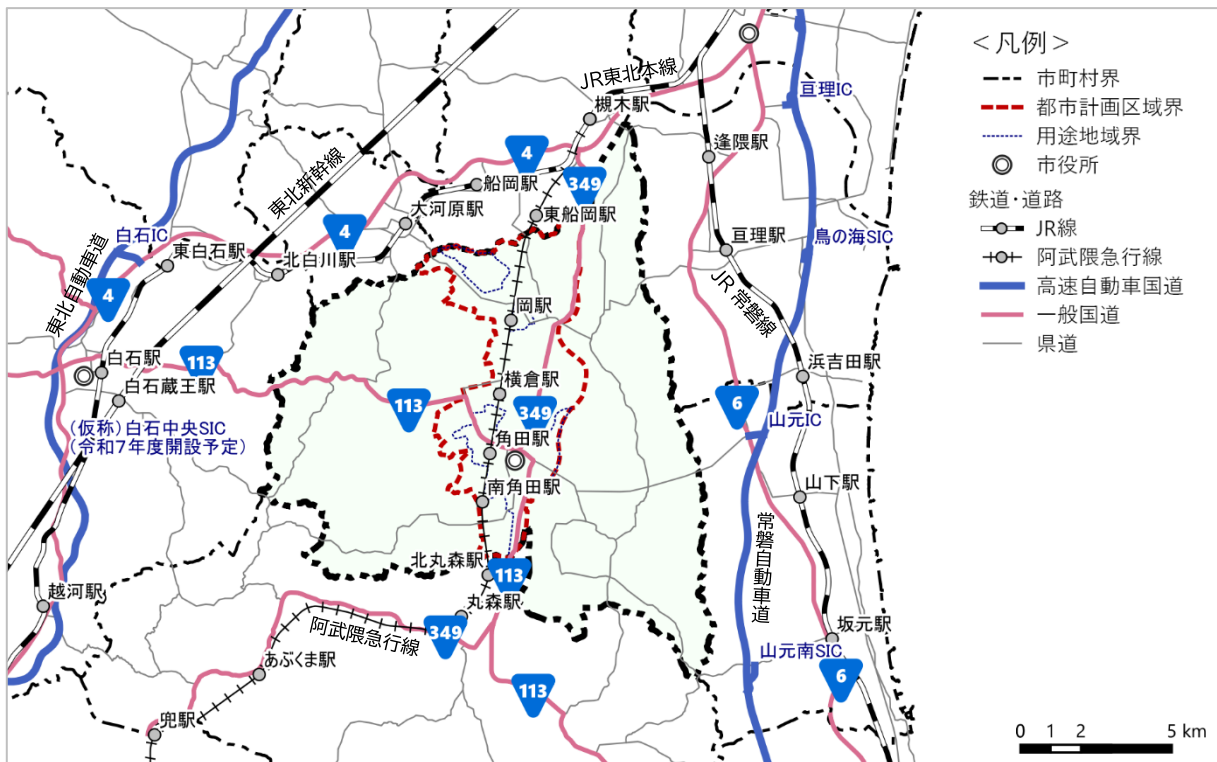 JR東北本線
槻木駅
亘理IC
逢隈駅
4
船岡駅
349
東北新幹線
大河原駅
東船岡駅
4
白石IC
東白石駅
北白川駅
亘理駅
鳥の海SIC
東北自動車道
4
岡駅
JR常磐線
白石駅
113
白石蔵王駅
横倉駅
浜吉田駅
113
349
6
(仮称)白石中央SIC
(令和7年度開設予定)
山元IC
角田駅
南角田駅
山下駅
常磐自動車道
北丸森駅
113
越河駅
丸森駅
阿武隈急行線
349
坂元駅
山元南SIC
あぶくま駅
6
113
兜駅
<凡例>
市町村界
都市計画区域界
用途地域界
市役所
鉄道・道路
JR線
阿武隈急行線
高速自動車国道
一般国道
県道
0 1 2 5 km